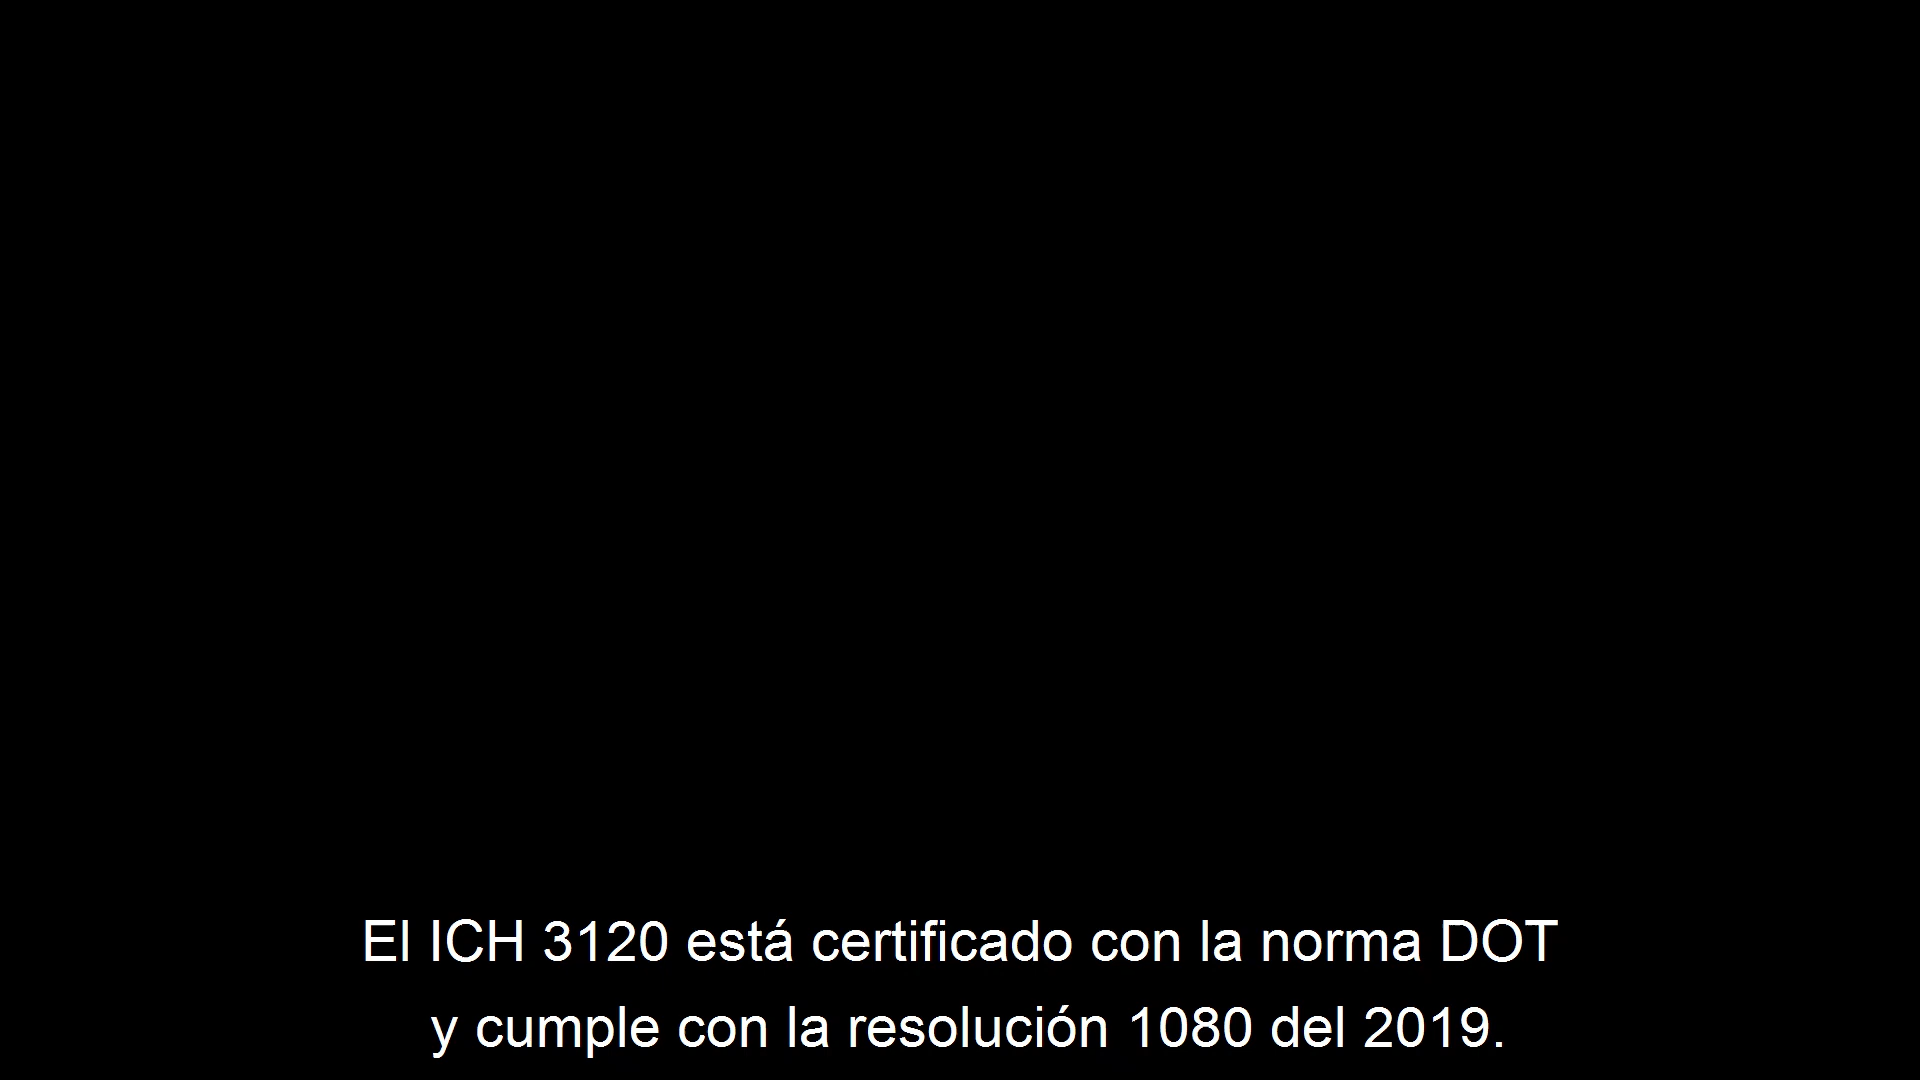 El ICH 3120 está certificado con la norma DOT
y cumple con la resolución 1080 del 2019.